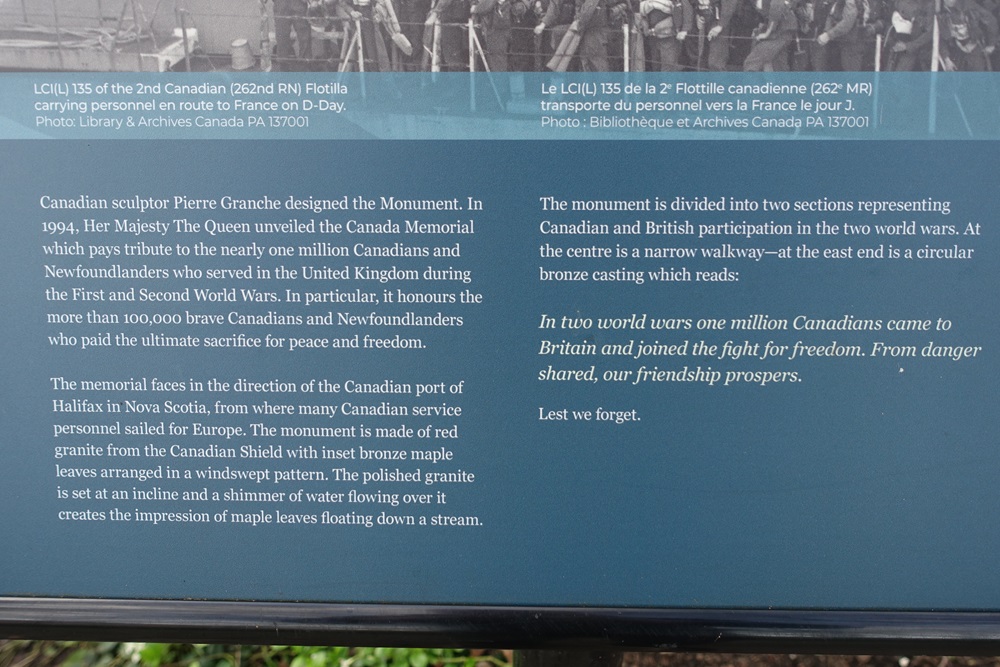 LCI(L) 135 of the 2nd Canadian (262nd RN) Flotilla
carrying personnel en route to France on D-Day.
Photo: Library & Archives Canada PA 137001
Le LCI(L) 135 de la 2e Flottille canadienne (262e MR)
transporte du personnel vers la France le jour J.
Photo : Bibliothèque et Archives Canada PA 137001
Canadian sculptor Pierre Granche designed the Monument. In
1994, Her Majesty The Queen unveiled the Canada Memorial
which pays tribute to the nearly one million Canadians and
Newfoundlanders who served in the United Kingdom during
the First and Second World Wars. In particular, it honours the
more than 100,000 brave Canadians and Newfoundlanders
who paid the ultimate sacrifice for peace and freedom.
The memorial faces in the direction of the Canadian port of
Halifax in Nova Scotia, from where many Canadian service
personnel sailed for Europe. The monument is made of red
granite from the Canadian Shield with inset bronze maple
leaves arranged in a windswept pattern. The polished granite
is set at an incline and a shimmer of water flowing over it
creates the impression of maple leaves floating down a stream.
The monument is divided into two sections representing
Canadian and British participation in the two world wars. At
the centre is a narrow walkway—at the east end is a circular
bronze casting which reads:
In two world wars one million Canadians came to
Britain and joined the fight for freedom. From danger
shared, our friendship prospers.
Lest we forget.